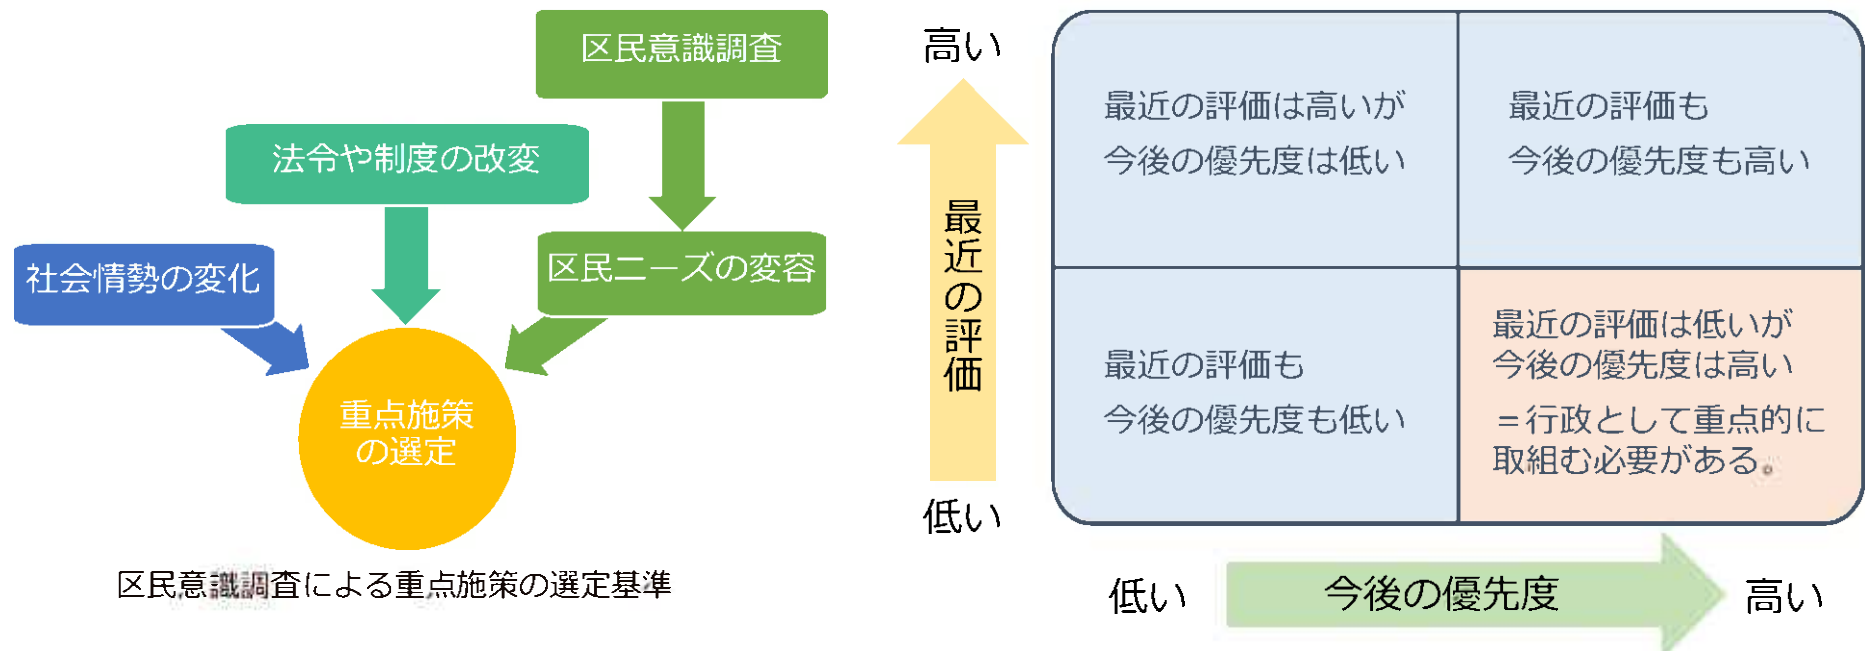 区民意識調査
法令や制度の改変
社会情勢の変化
区民ニーズの変容
重点施策
の選定
区民意識調査による重点施策の選定基準
高い
最近の評価
低い
最近の評価は高いが
今後の優先度は低い
最近の評価も
今後の優先度も高い
最近の評価も
今後の優先度も低い
最近の評価は低いが
今後の優先度は高い
＝行政として重点的に
取組む必要がある。
低い
今後の優先度
高い